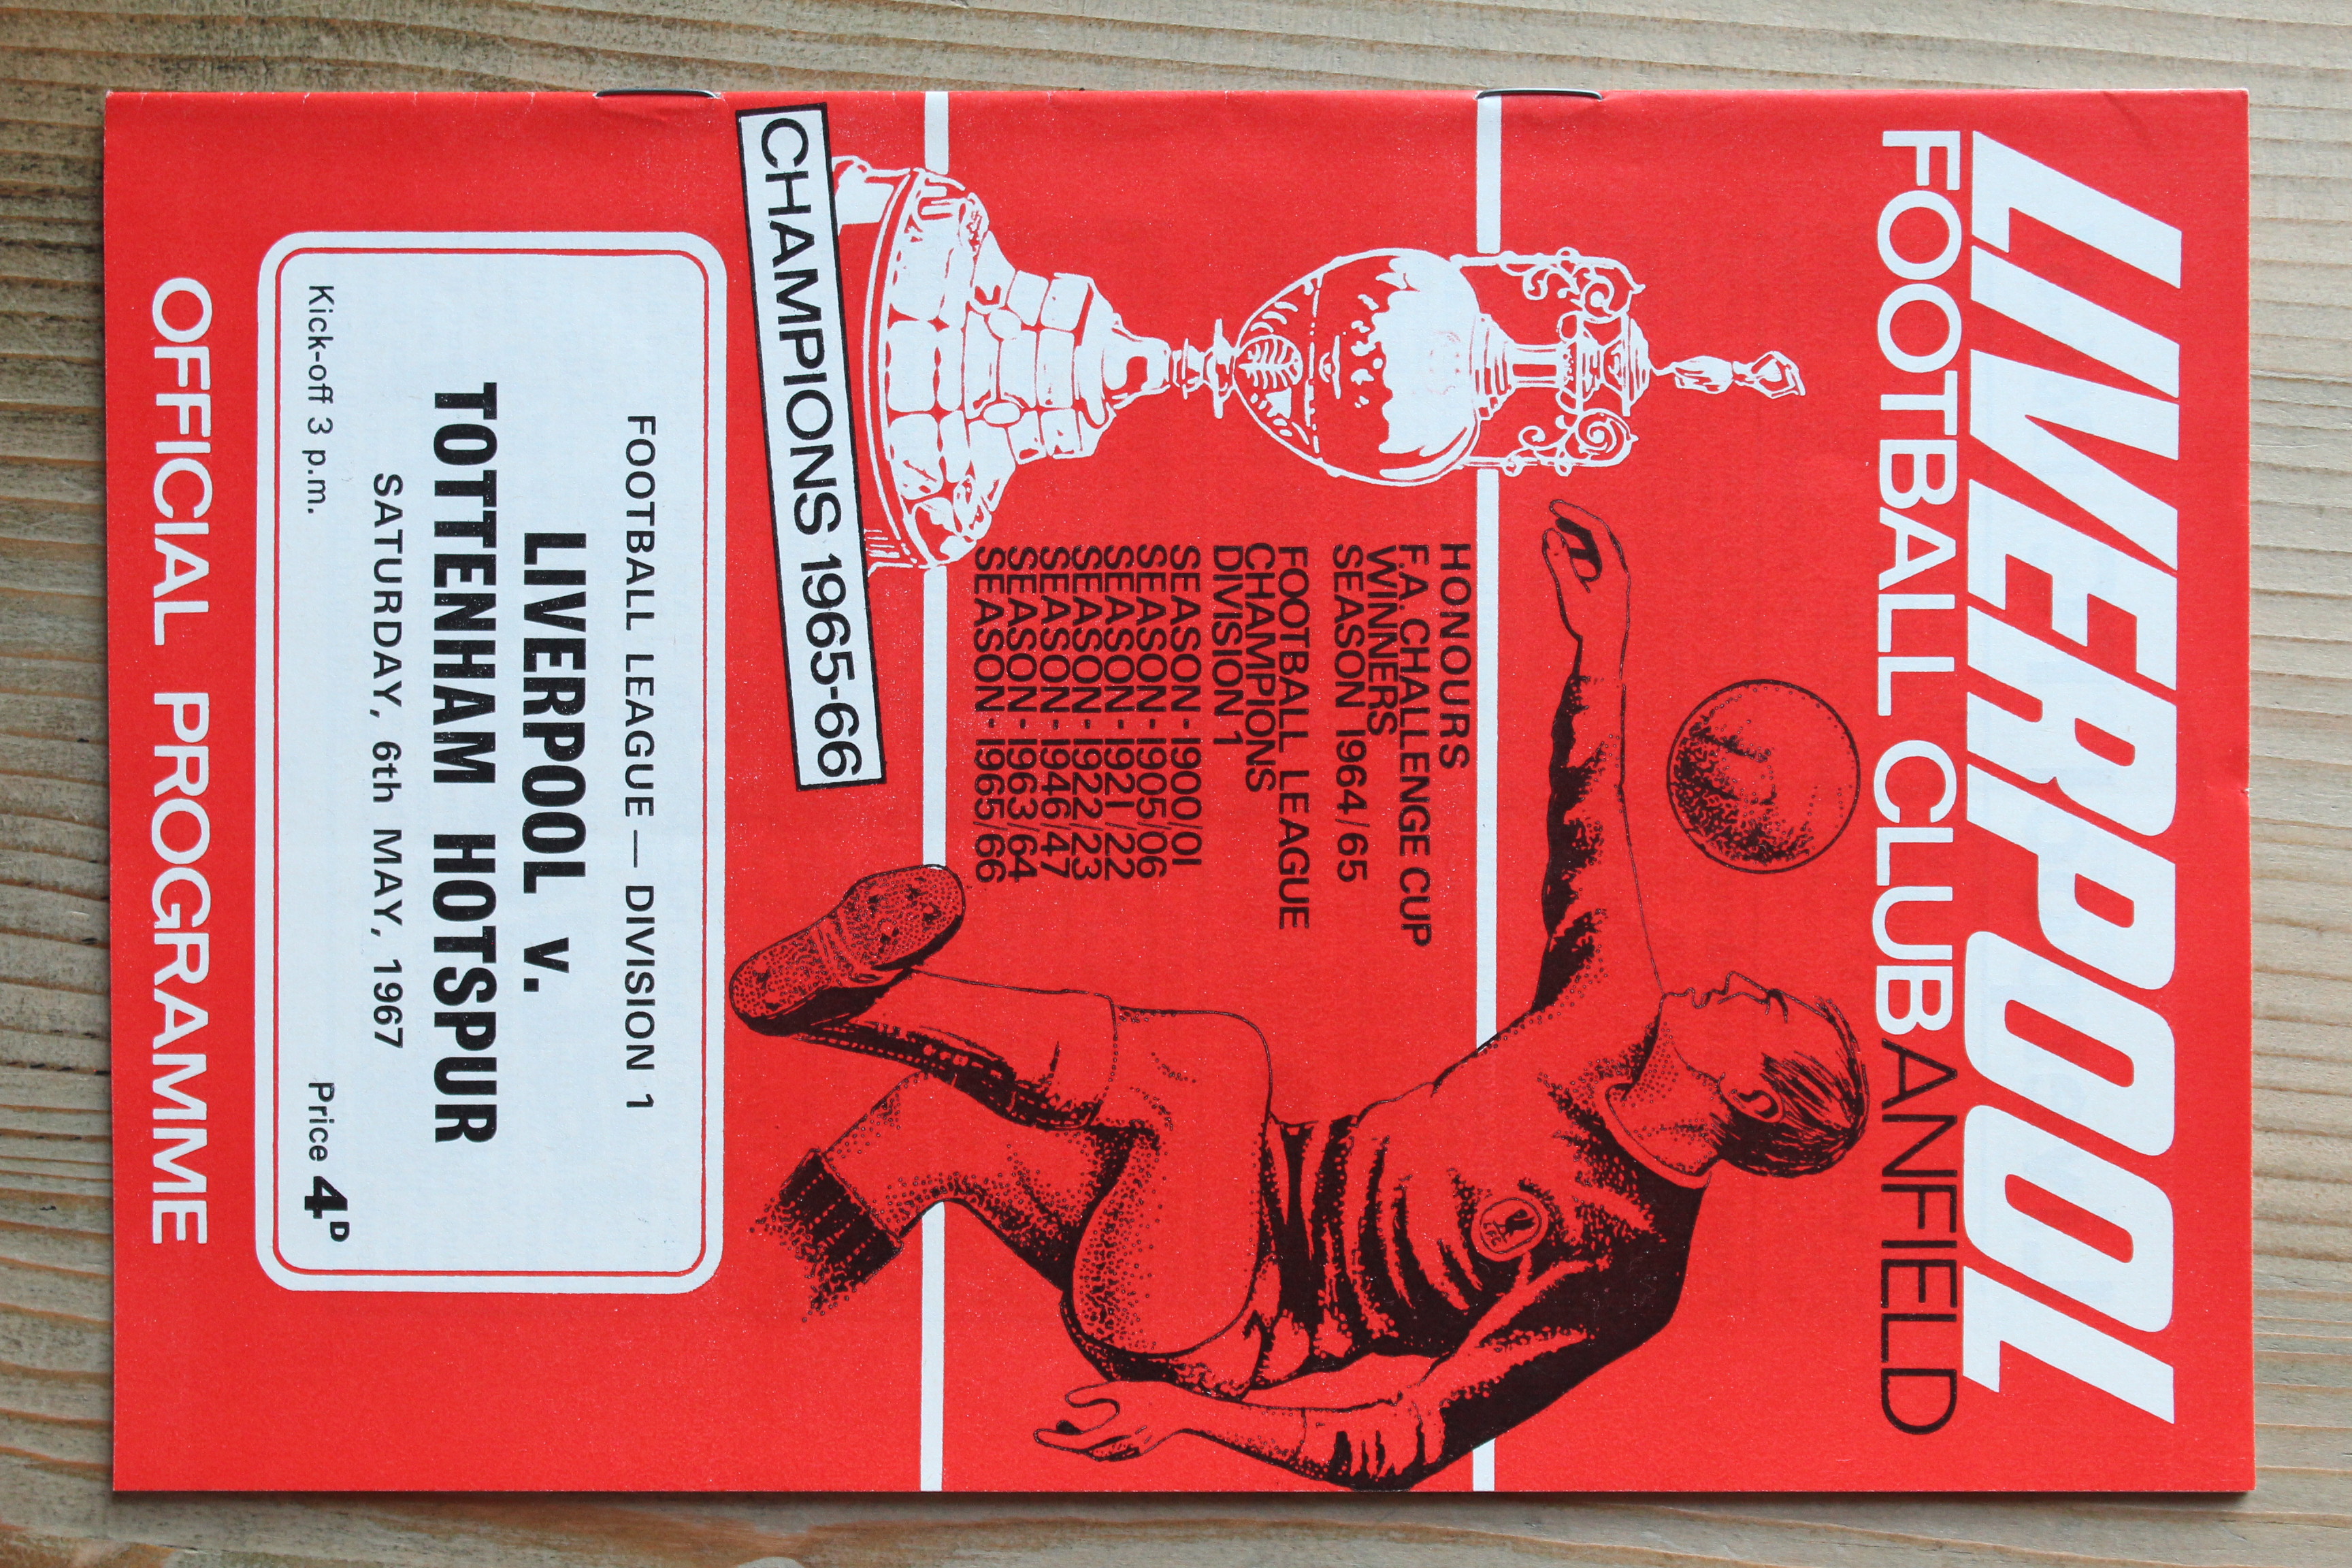 LIVERPOOL
FOOTBALL CLUB ANFIELD
HONOURS
F.A. CHALLENGE CUP
WINNERS
SEASON 1964/65
FOOTBALL LEAGUE
CHAMPIONS
DIVISION 1
SEASON-1900/01
SEASON-1905/06
SEASON-1921/22
SEASON-1922/23
SEASON-1946/47
SEASON-1963/64
SEASON-1965/66
CHAMPIONS 1965-66
FOOTBALL LEAGUE — DIVISION 1
LIVERPOOL v.
TOTTENHAM HOTSPUR
SATURDAY, 6th MAY, 1967
Kick-off 3 p.m. Price 4D
OFFICIAL PROGRAMME